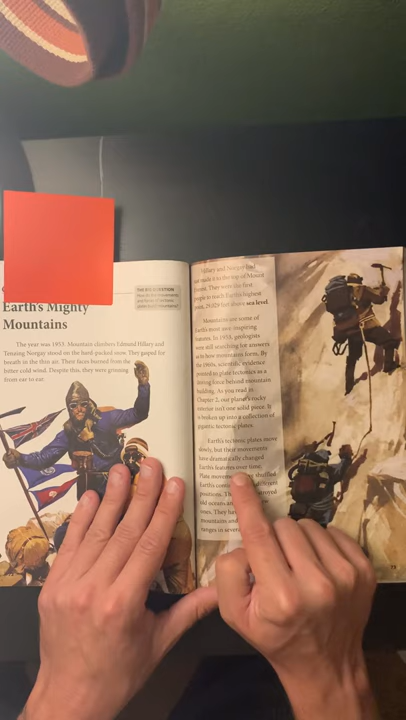 THE BIG QUESTION
Earth's Mighty
Mountains
The year was 1953. Mountain climbers Edmund Hillary and
Tenzing Norgay stood on the hard-packed snow. They gasped for
breath in the thin air. Their faces burned from the
bitter cold wind. Despite this, they were grinning
from ear to ear.
Hillary and Norgay had
made it to the top of Mount
They were the first
people to reach Earth's highest
29,029 feet above sea level.
Mountains are some of
Earth's most awe-inspiring
features. In 1953, geologists
were still searching for answers
as to how mountains form. By
the 1960s, scientific evidence
pointed to plate tectonics as a
driving force behind mountain
building. As you read in
Chapter 2, our planet's rocky
exterior isn't one solid piece. It
is broken up into a collection of
gigantic tectonic plates.
Earth's tectonic plates move
slowly, but their movements
have dramatically changed
Earth's features over time.
Plate movements shuffled
Earth's different
positions.
old oceans
ones. They
mountains and
ranges in
73